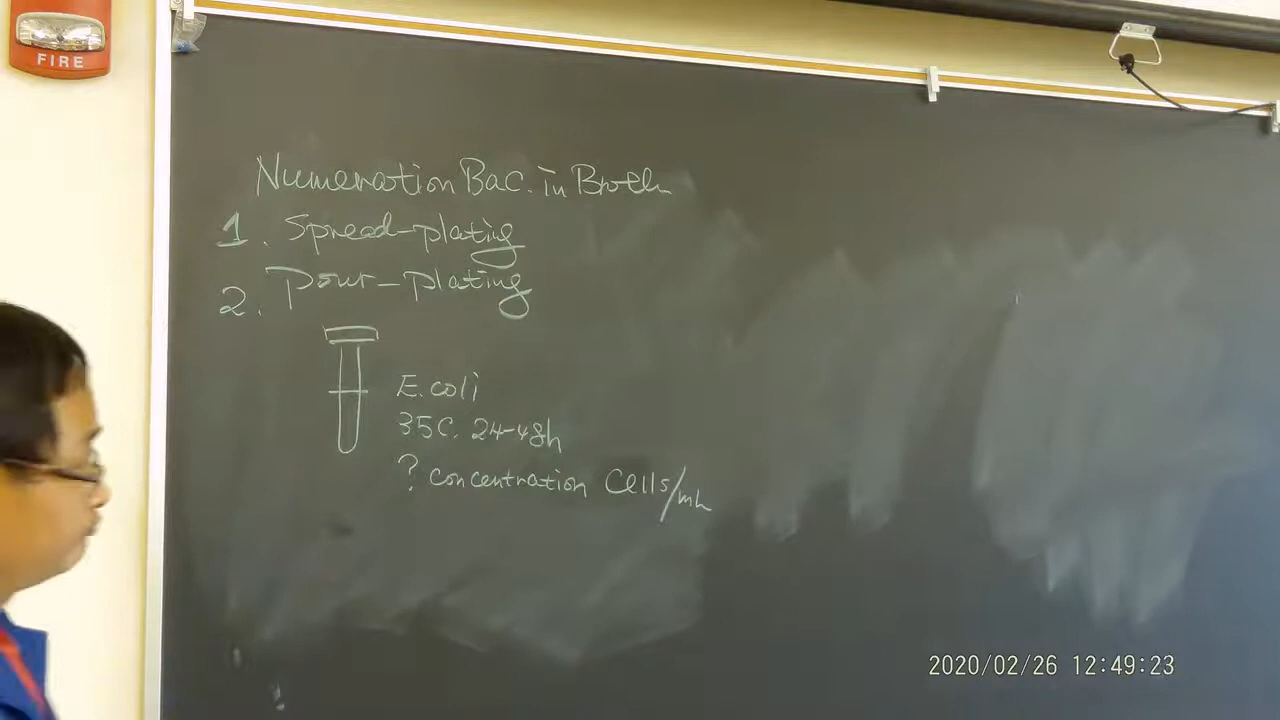 FIRE
Numeration Bac. in Broth
1. Spread-plating
2. Pour-plating
E.coli
35C. 24-48h
? concentration Cells/mL
2020/02/26 12:49:23